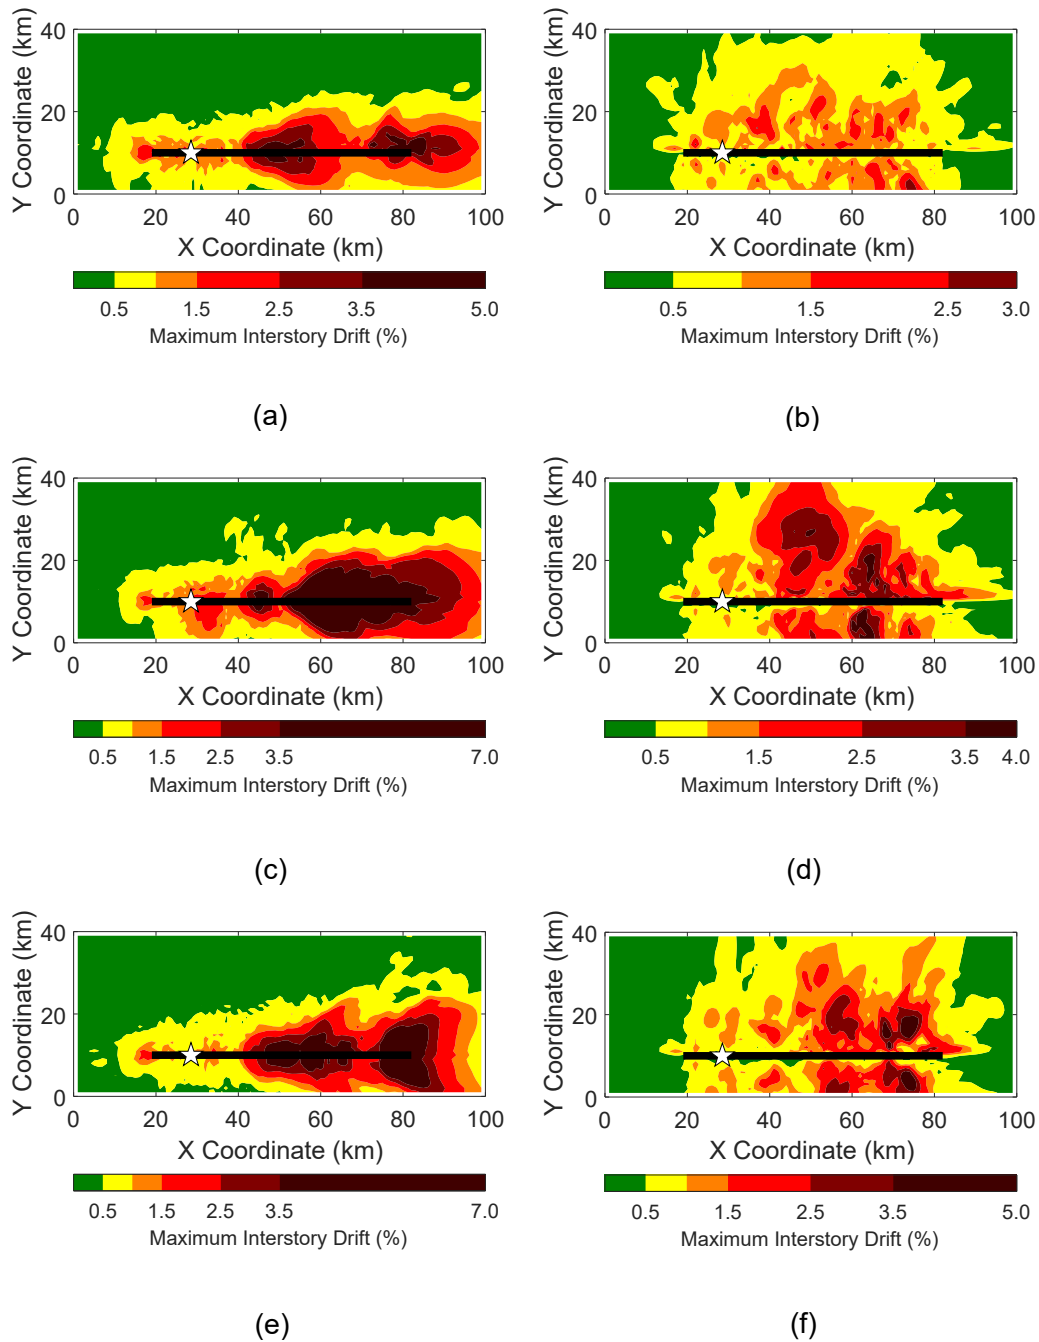 Y Coordinate (km)
40
20
0
0 20 40 60 80 100
X Coordinate (km)
0.5 1.5 2.5 3.5 5.0
Maximum Interstory Drift (%)
(a)
Y Coordinate (km)
40
20
0
0 20 40 60 80 100
X Coordinate (km)
0.5 1.5 2.5 3.0
Maximum Interstory Drift (%)
(b)
Y Coordinate (km)
40
20
0
0 20 40 60 80 100
X Coordinate (km)
0.5 1.5 2.5 3.5 7.0
Maximum Interstory Drift (%)
(c)
Y Coordinate (km)
40
20
0
0 20 40 60 80 100
X Coordinate (km)
0.5 1.5 2.5 3.5 4.0
Maximum Interstory Drift (%)
(d)
Y Coordinate (km)
40
20
0
0 20 40 60 80 100
X Coordinate (km)
0.5 1.5 2.5 3.5 7.0
Maximum Interstory Drift (%)
(e)
Y Coordinate (km)
40
20
0
0 20 40 60 80 100
X Coordinate (km)
0.5 1.5 2.5 3.5 5.0
Maximum Interstory Drift (%)
(f)